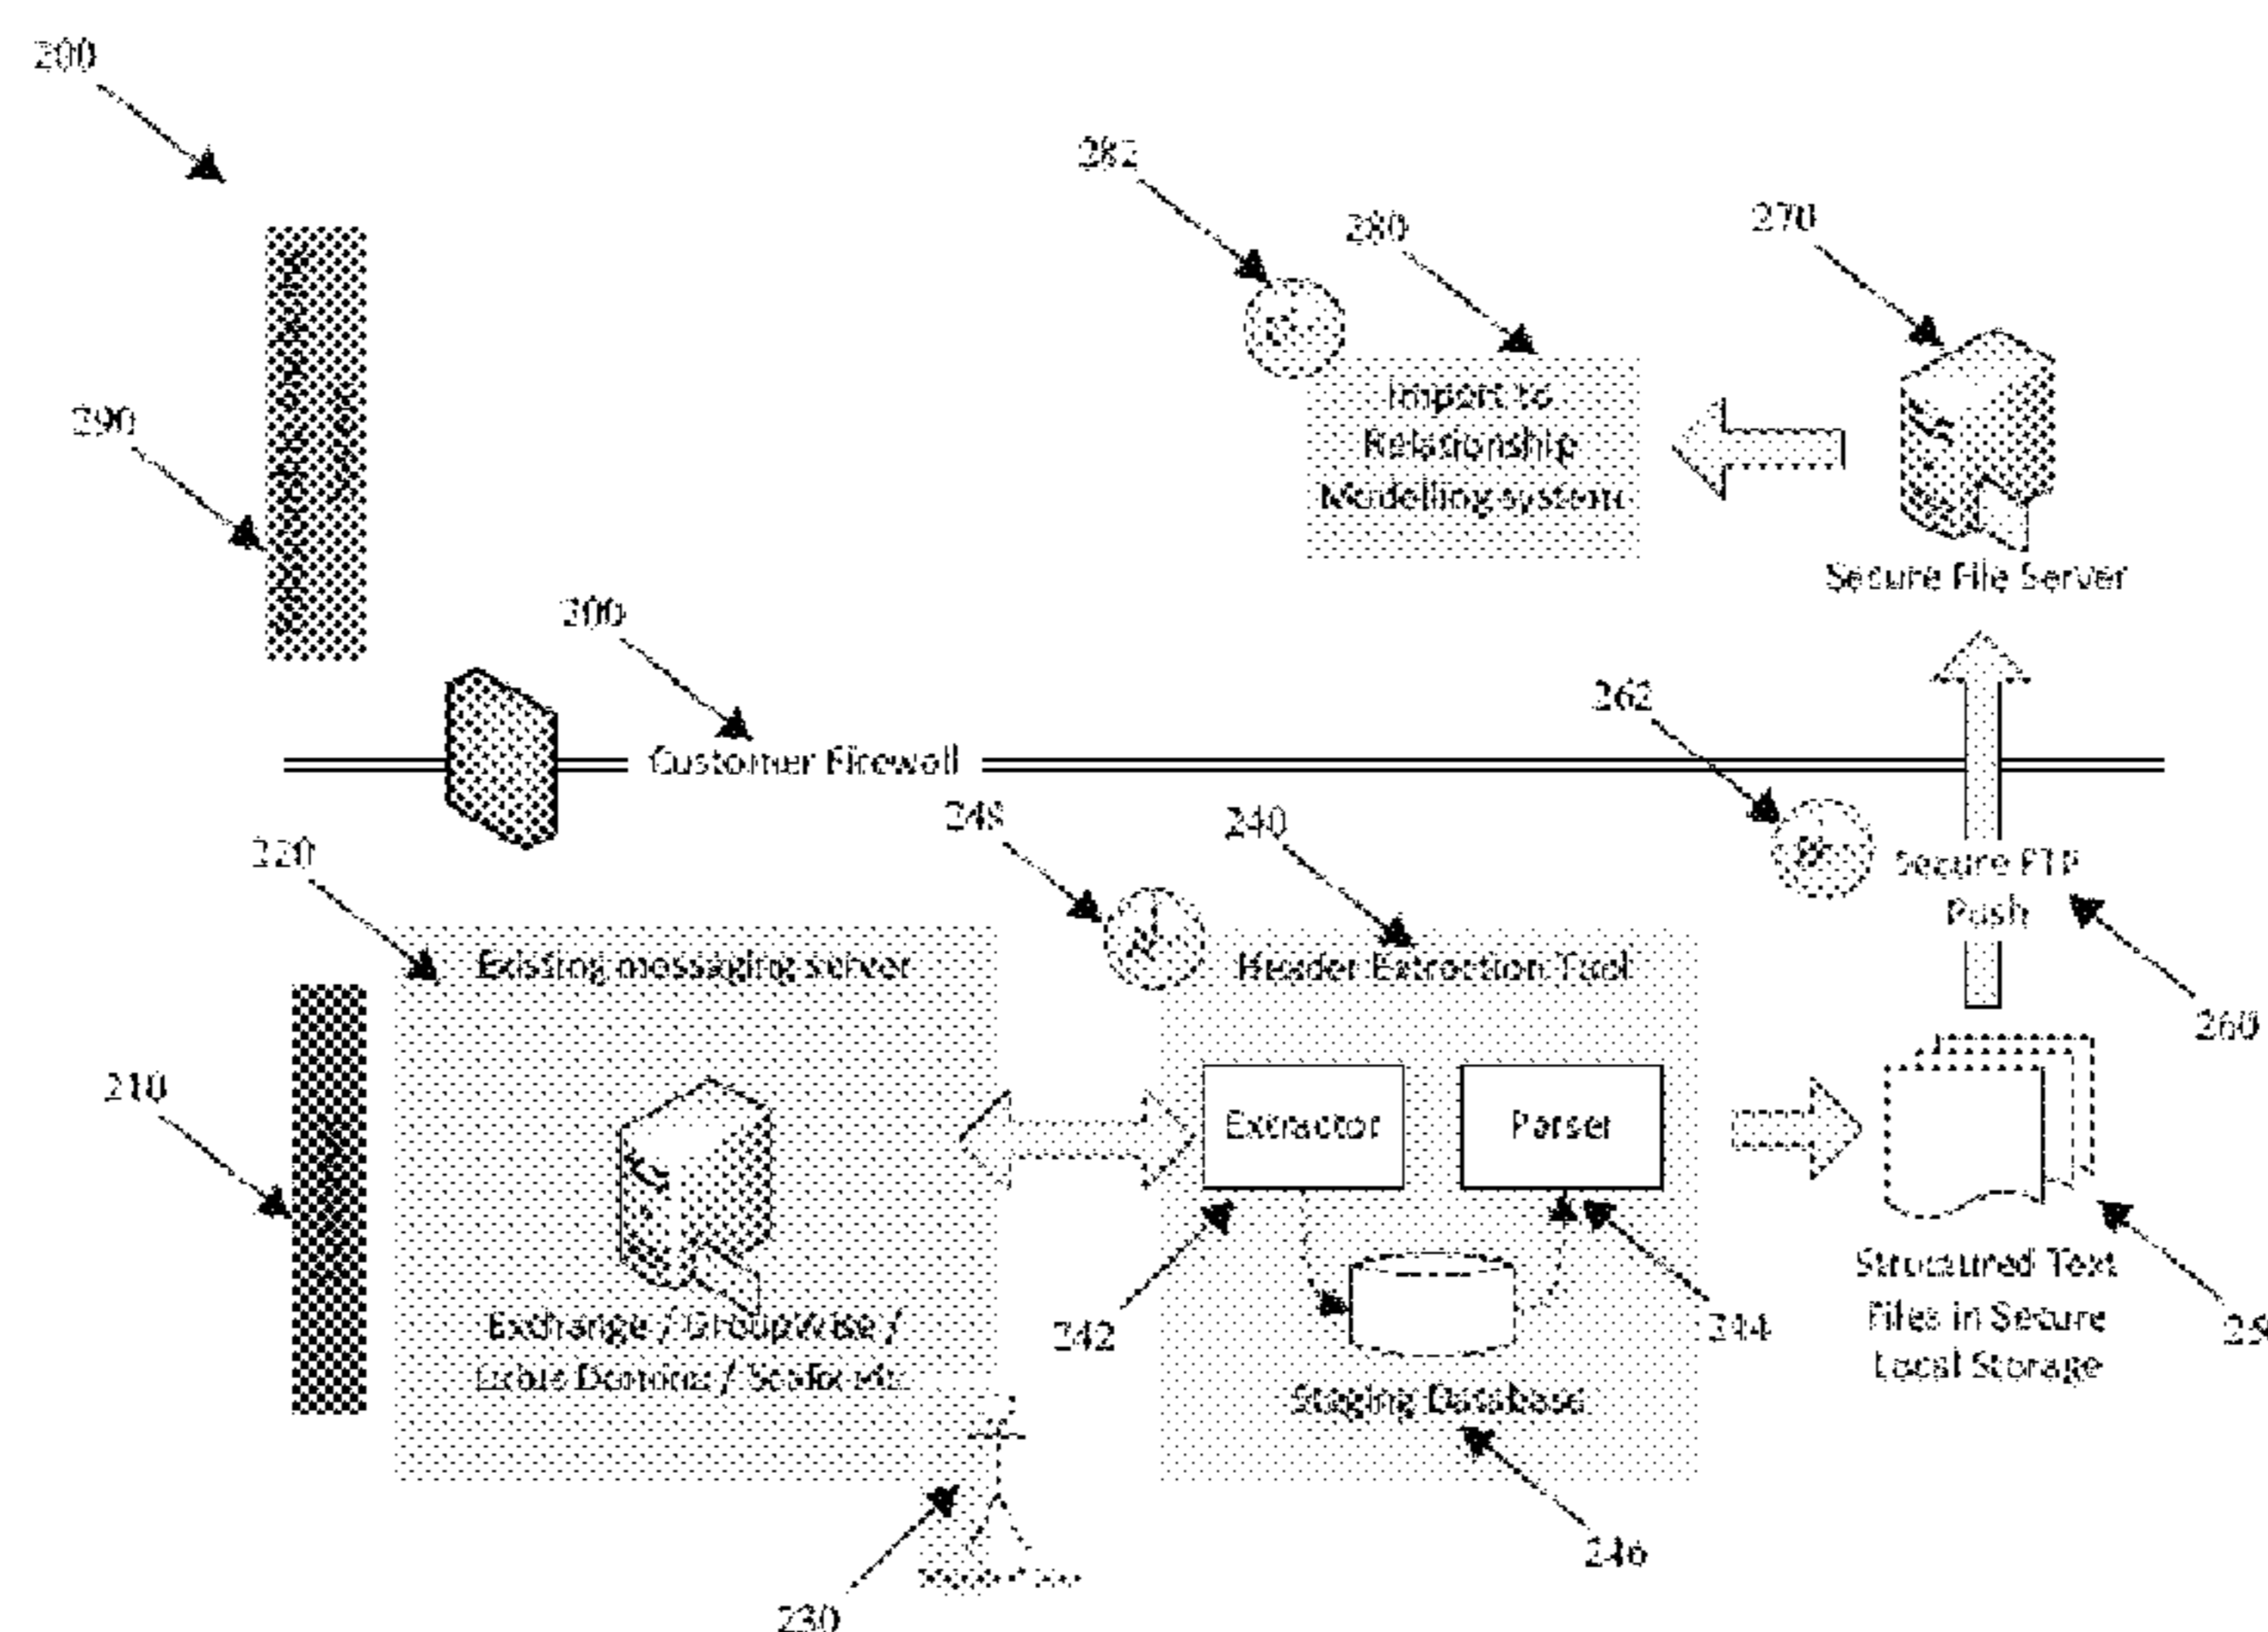 200
282
280
270
290
Import to
Relationship
Modelling system
Secure File Server
200
262
Customer Firewall
248
240
220
Secure FTP
Push
Existing messaging server
Header Extraction Tool
260
210
Extractor
Parser
Structured Text
Files in Secure
Local Storage
25
Exchange / GroupWise /
242
244
Staging Database
246
230